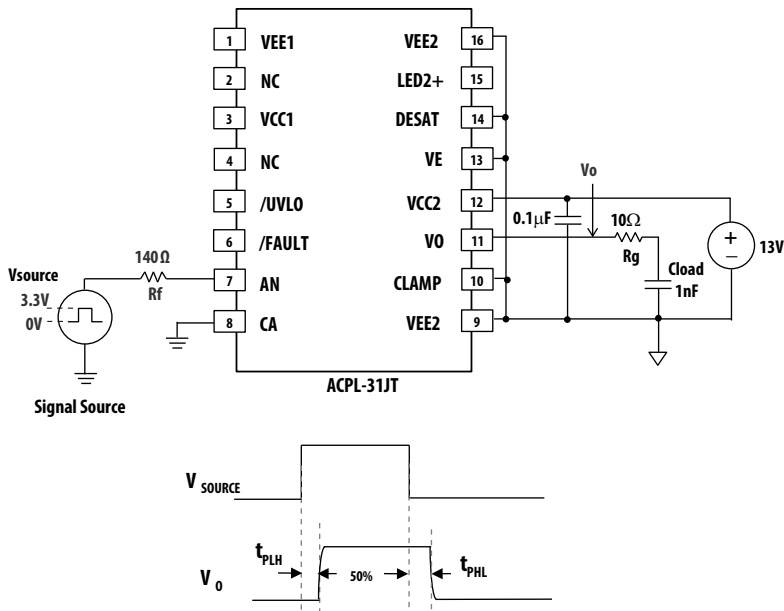 1 VEE1 VEE2 16
2 NC LED2+ 15
3 VCC1 DESAT 14
4 NC VE 13
Vo
5 /UVLO VCC2 12
0.1μF 10Ω
6 /FAULT VO 11
Rg
13V
140Ω
Rf
Vsource
Cload
1nF
3.3V
0V
7 AN CLAMP 10
8 CA VEE2 9
ACPL-31JT
Signal Source
V SOURCE
tPLH 50% tPHL
V O